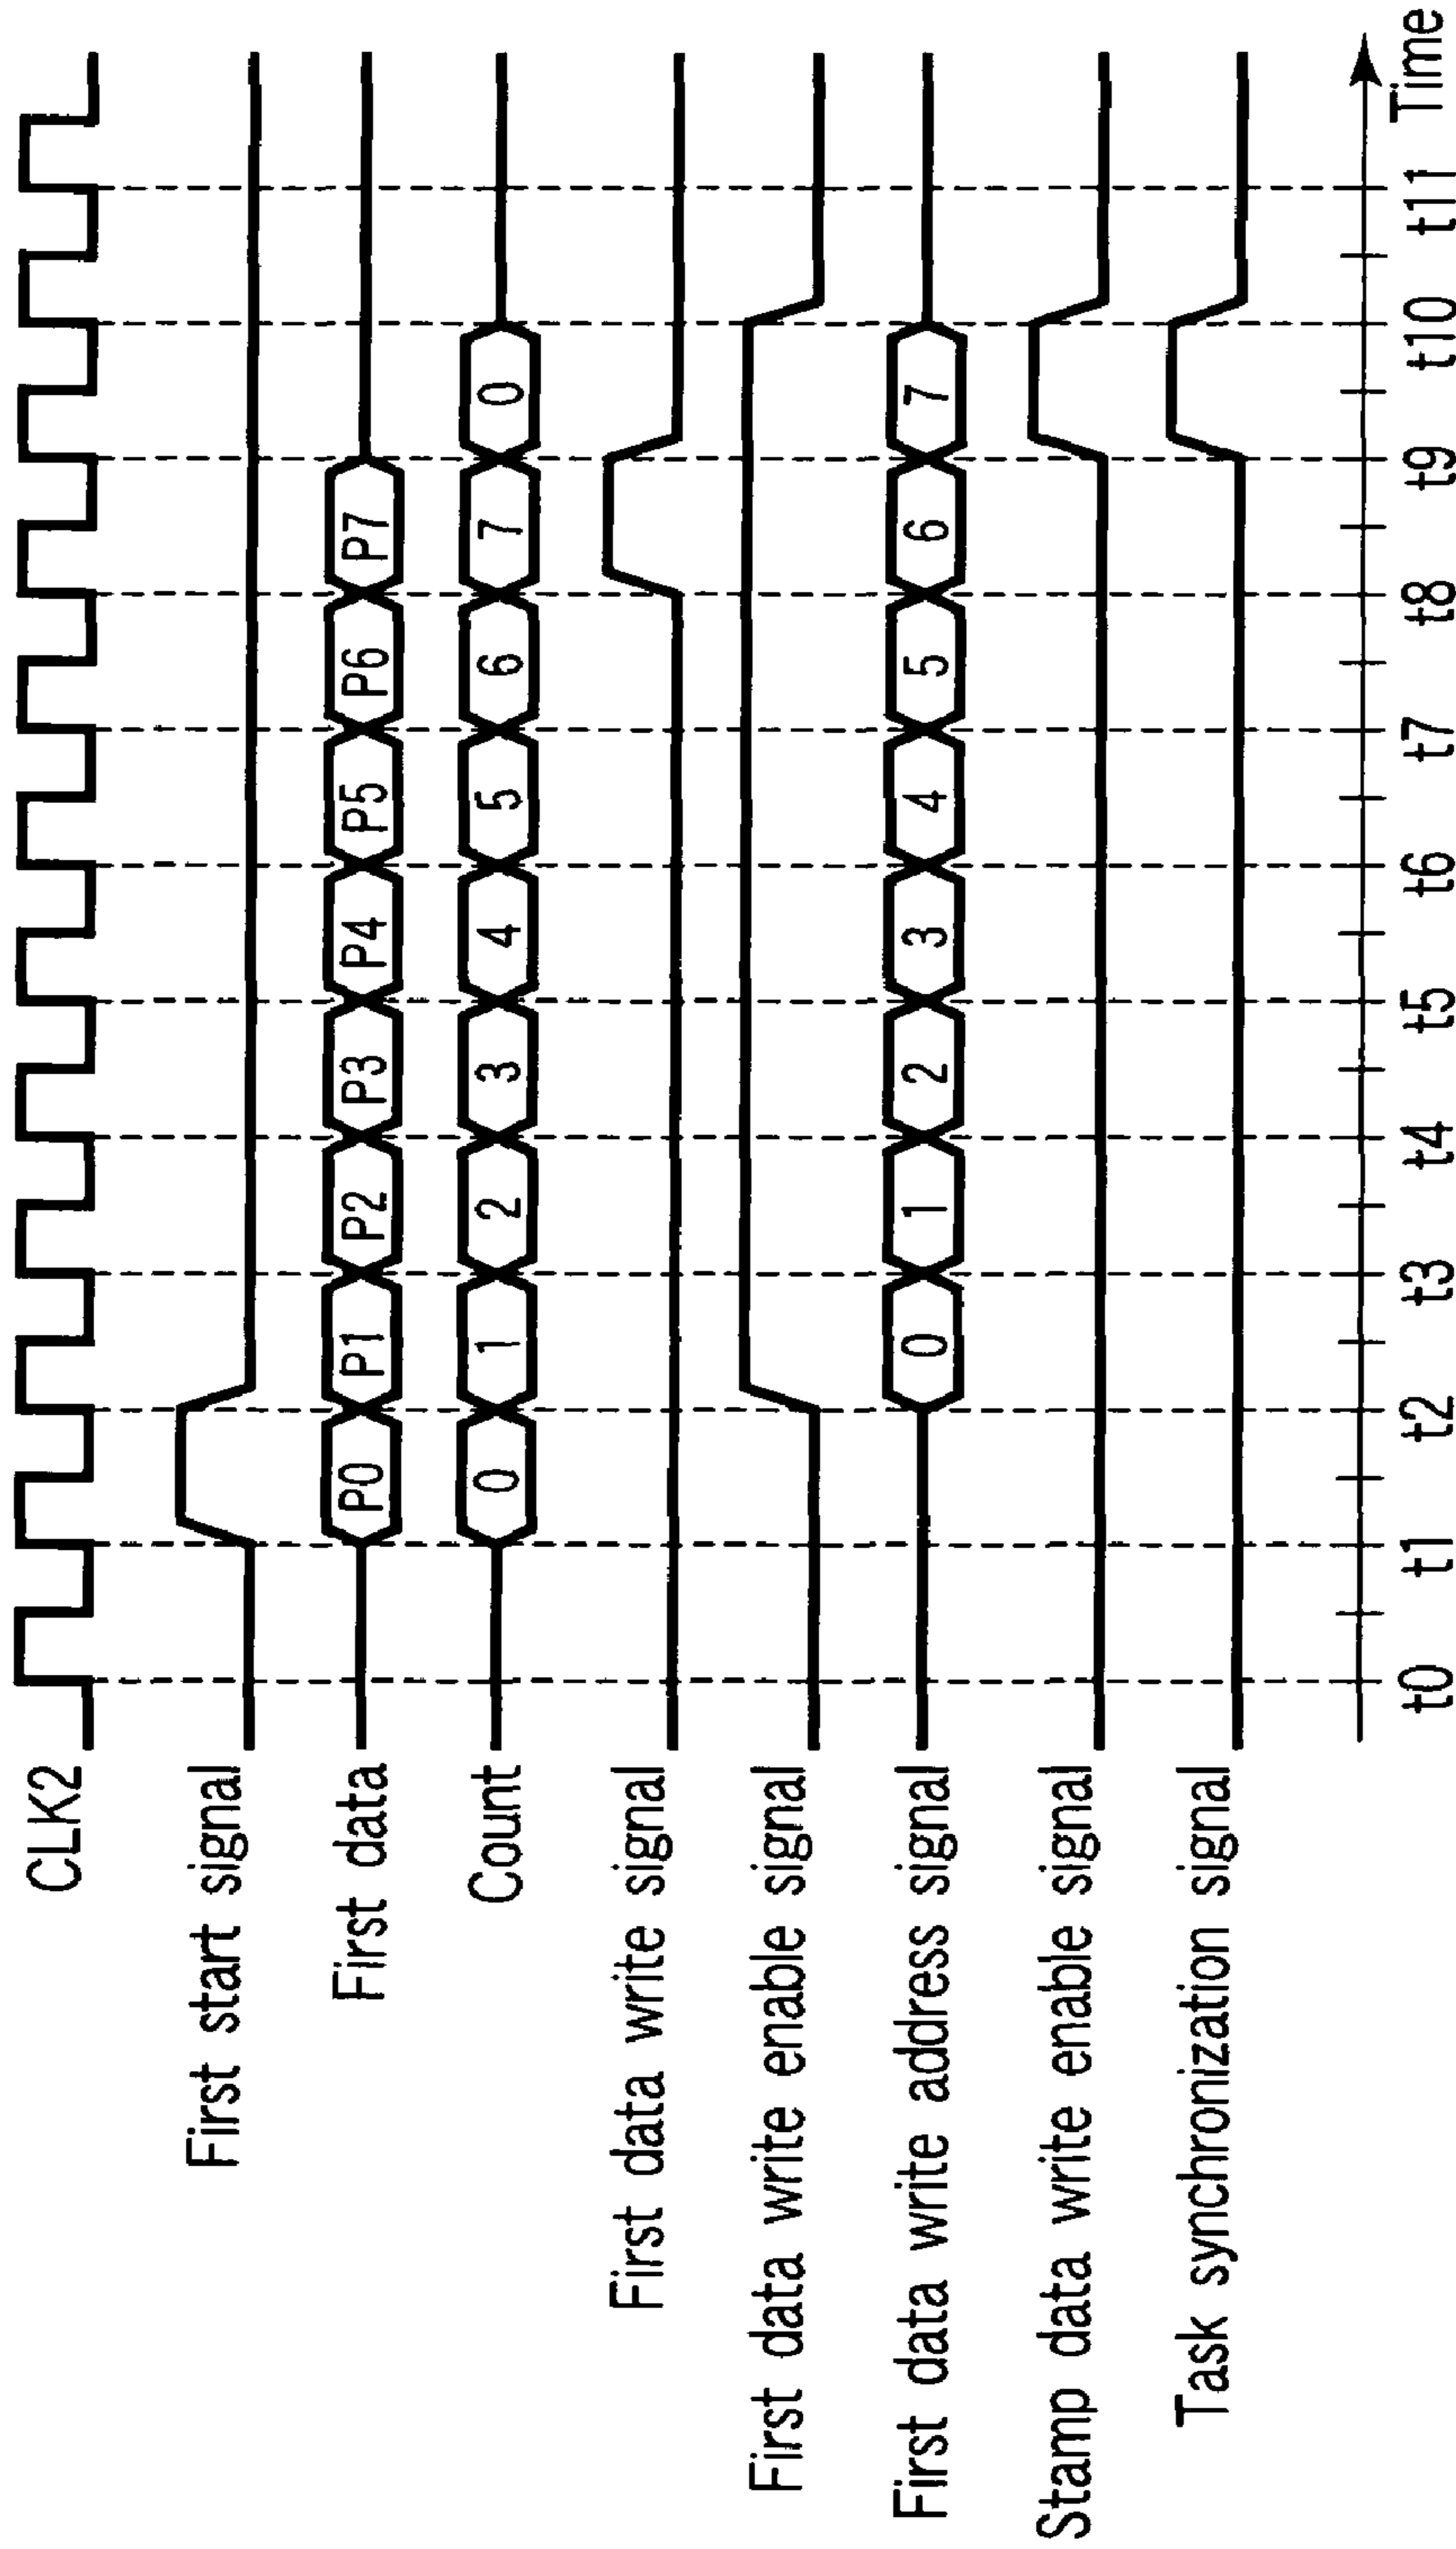 CLK2
First start signal
First data P0 P1 P2 P3 P4 P5 P6 P7
Count 0 1 2 3 4 5 6 7 0
First data write signal
First data write enable signal
First data write address signal 0 1 2 3 4 5 6 7
Stamp data write enable signal
Task synchronization signal
t0 t1 t2 t3 t4 t5 t6 t7 t8 t9 t10 t11 Time